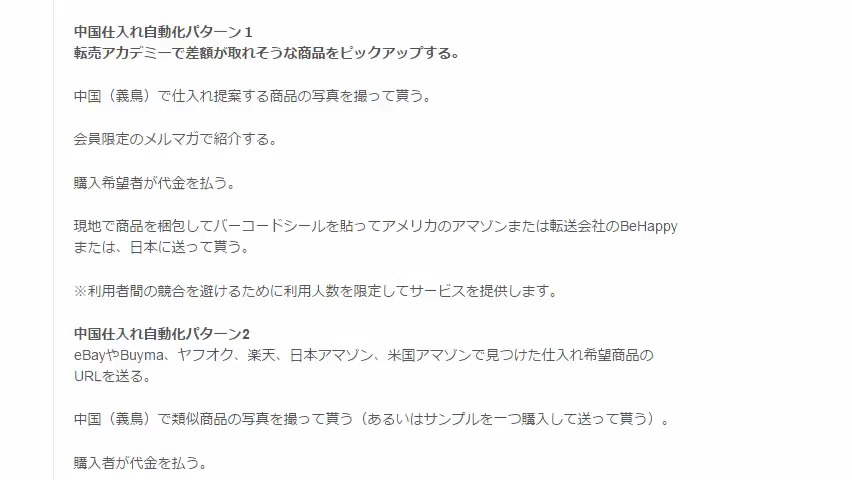 中国仕入れ自動化パターン１
転売アカデミーで差額が取れそうな商品をピックアップする。
中国（義烏）で仕入れ提案する商品の写真を撮って貰う。
会員限定のメルマガで紹介する。
購入希望者が代金を払う。
現地で商品を梱包してバーコードシールを貼ってアメリカのアマゾンまたは転送会社のBeHappy
または、日本に送って貰う。
※利用者間の競合を避けるために利用人数を限定してサービスを提供します。
中国仕入れ自動化パターン2
eBayやBuyma、ヤフオク、楽天、日本アマゾン、米国アマゾンで見つけた仕入れ希望商品の
URLを送る。
中国（義烏）で類似商品の写真を撮って貰う（あるいはサンプルを一つ購入して送って貰う）。
購入者が代金を払う。